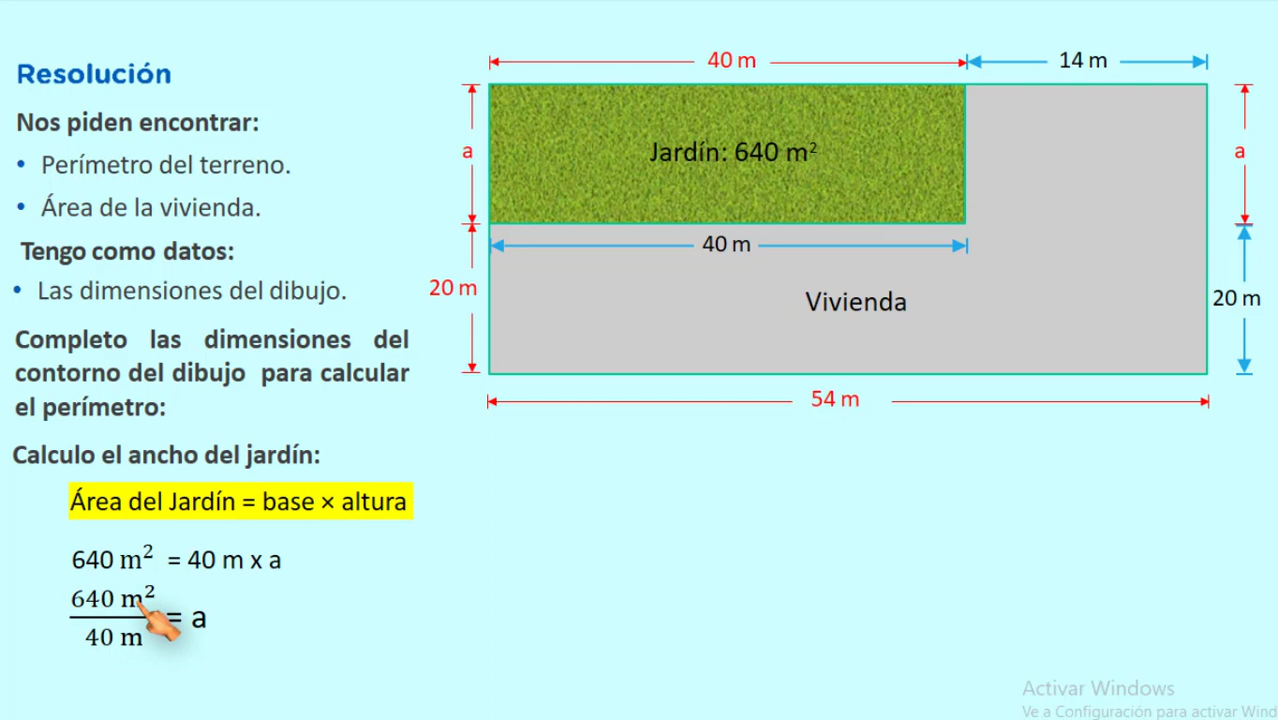 Resolución
Nos piden encontrar:
• Perímetro del terreno.
• Área de la vivienda.
Tengo como datos:
• Las dimensiones del dibujo.
Completo las dimensiones del
contorno del dibujo para calcular
el perímetro:
Calculo el ancho del jardín:
Área del Jardín = base × altura
640 m² = 40 m x a
640 m²
= a
40 m
40 m
14 m
a
Jardín: 640 m²
a
40 m
20 m
Vivienda
20 m
54 m
Activar Windows
Ve a Configuración para activar Wind